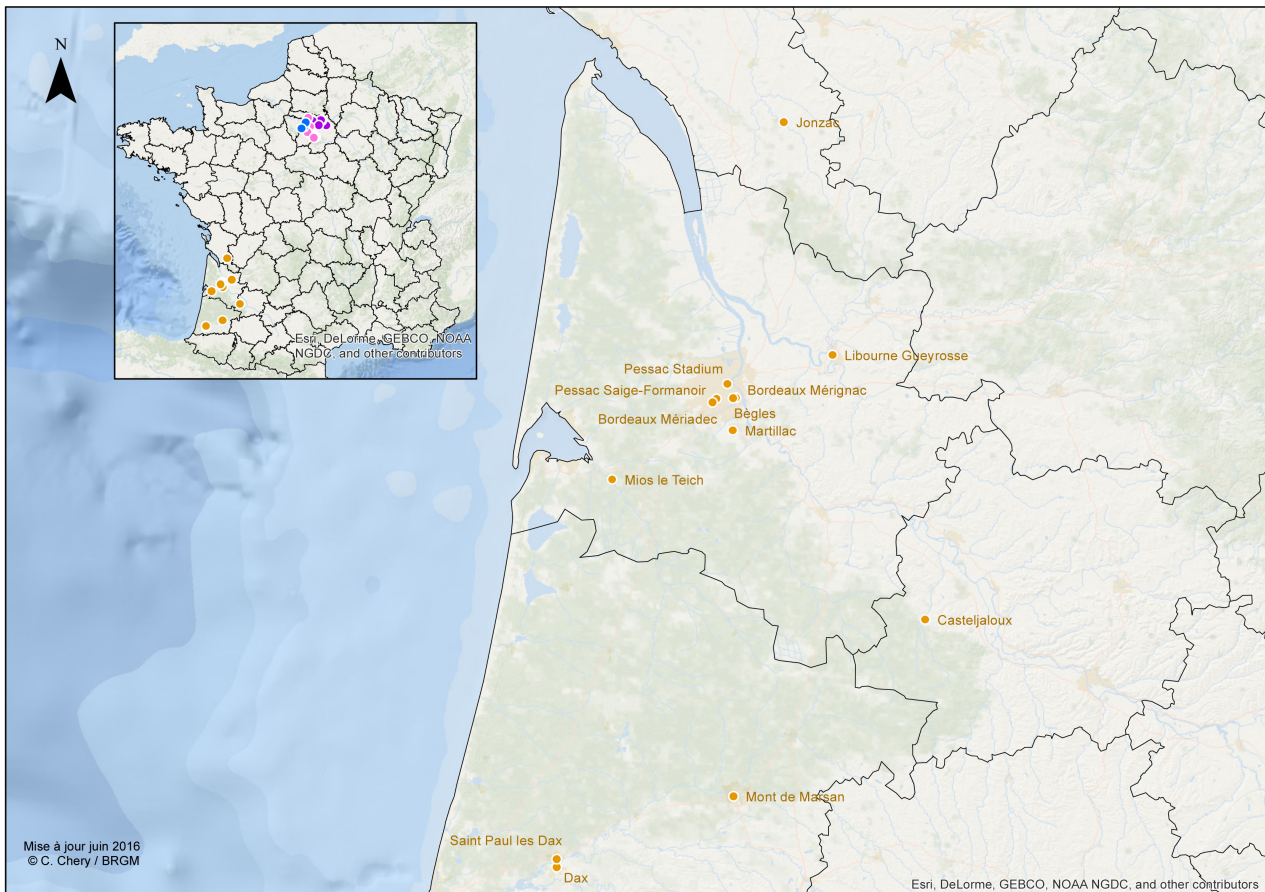 N
Esri, DeLorme, GEBCO, NOAA
NGDC, and other contributors
Jonzac
Libourne Gueyrosse
Pessac Stadium
Pessac Saige-Formanoir
Bordeaux Mérignac
Bordeaux Mériadec
Bègles
Martillac
Mios le Teich
Casteljaloux
Mont de Marsan
Saint Paul les Dax
Dax
Mise à jour juin 2016
© C. Chery / BRGM
Esri, DeLorme, GEBCO, NOAA NGDC, and other contributors